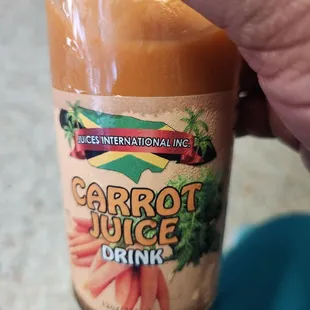 JUICES INTERNATIONAL INC.
CARROT
JUICE
DRINK